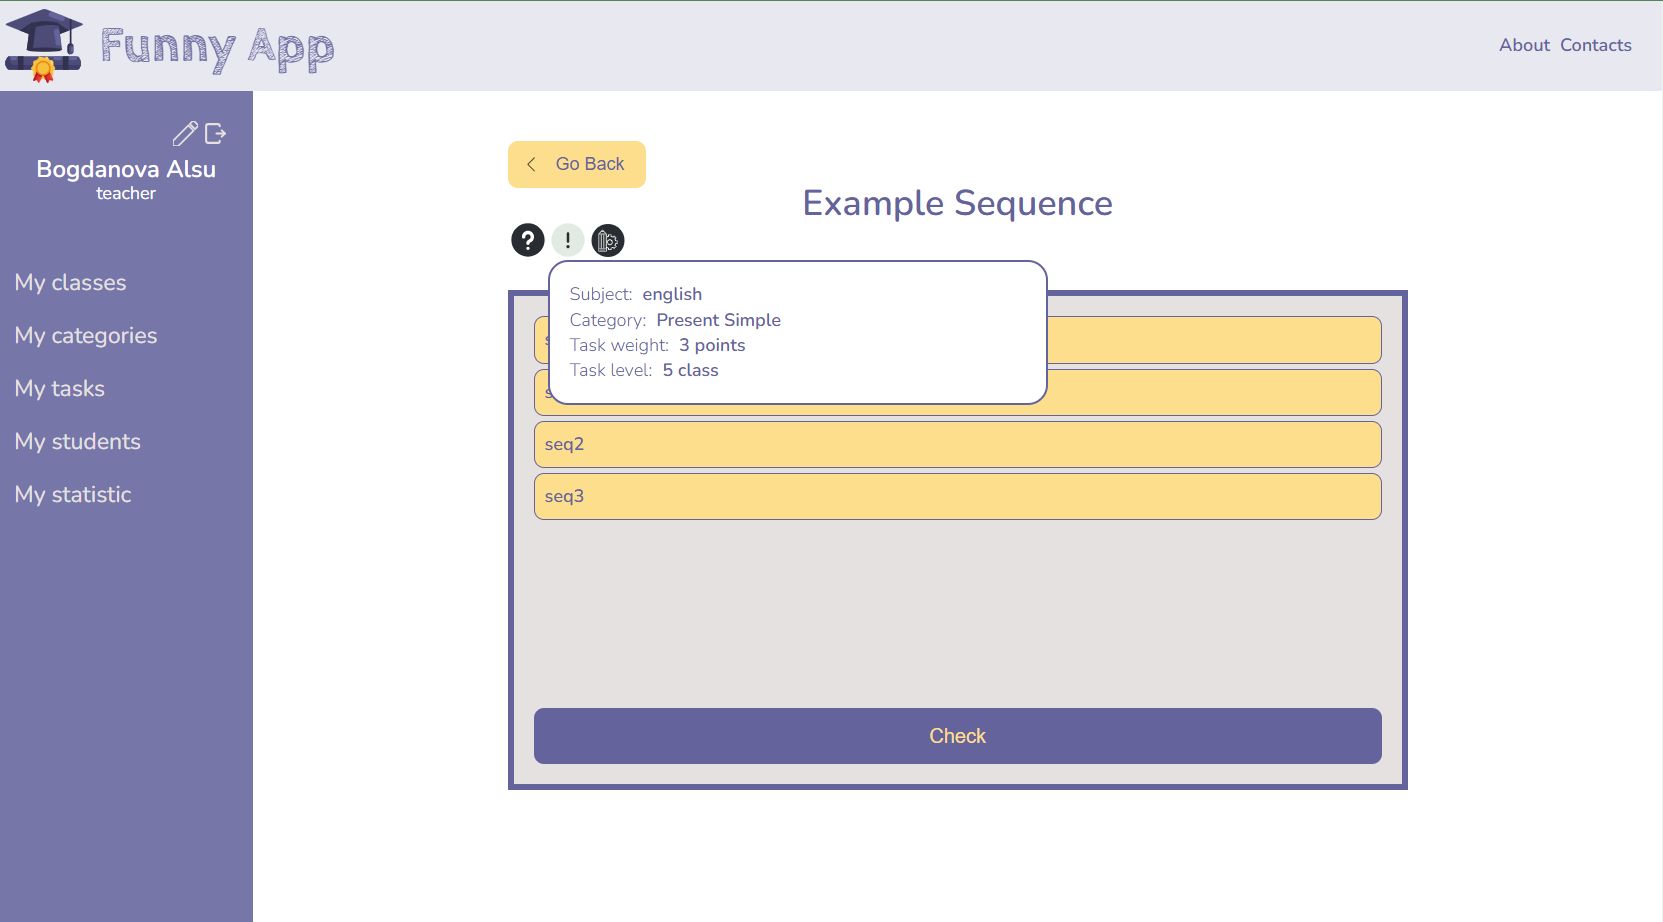 Funny App
About Contacts
Bogdanova Alsu
teacher
My classes
My categories
My tasks
My students
My statistic
Go Back
Example Sequence
?
!
Subject: english
Category: Present Simple
Task weight: 3 points
Task level: 5 class
seq2
seq3
Check